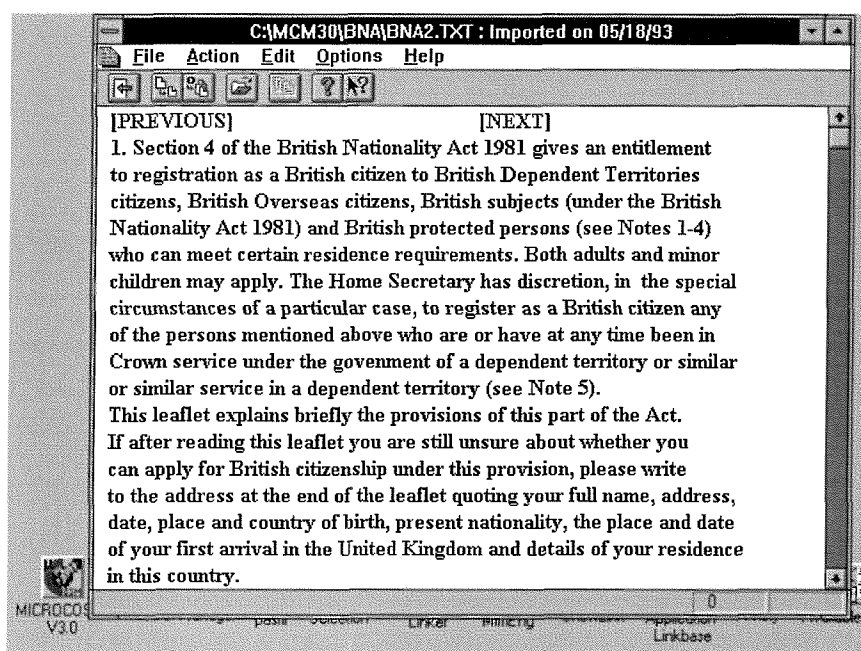 C:\MCM30\BNA\BNA2.TXT : Imported on 05/18/93
File Action Edit Options Help
[PREVIOUS] [NEXT]
1. Section 4 of the British Nationality Act 1981 gives an entitlement
to registration as a British citizen to British Dependent Territories
citizens, British Overseas citizens, British subjects (under the British
Nationality Act 1981) and British protected persons (see Notes 1-4)
who can meet certain residence requirements. Both adults and minor
children may apply. The Home Secretary has discretion, in the special
circumstances of a particular case, to register as a British citizen any
of the persons mentioned above who are or have at any time been in
Crown service under the govenment of a dependent territory or similar
or similar service in a dependent territory (see Note 5).
This leaflet explains briefly the provisions of this part of the Act.
If after reading this leaflet you are still unsure about whether you
can apply for British citizenship under this provision, please write
to the address at the end of the leaflet quoting your full name, address,
date, place and country of birth, present nationality, the place and date
of your first arrival in the United Kingdom and details of your residence
in this country.
0
V3.0
Linkbase